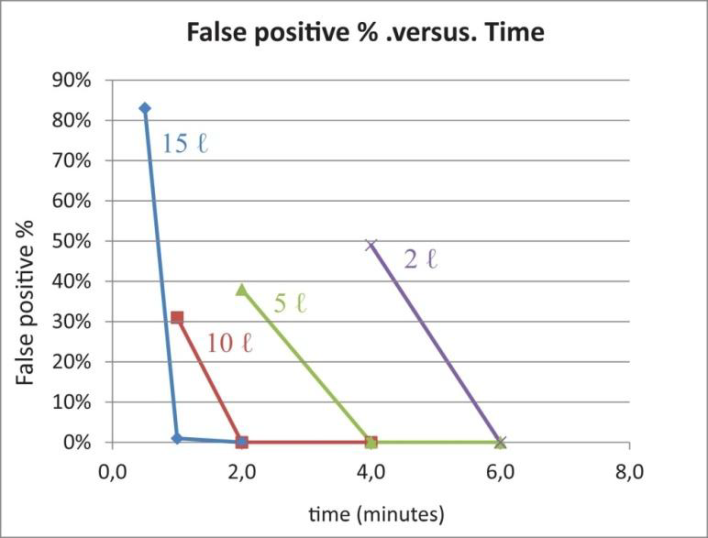 False positive % .versus. Time
90%
80%
70%
60%
50%
40%
30%
20%
10%
0%
False positive %
15 ℓ
10 ℓ
5 ℓ
2 ℓ
0,0 2,0 4,0 6,0 8,0
time (minutes)